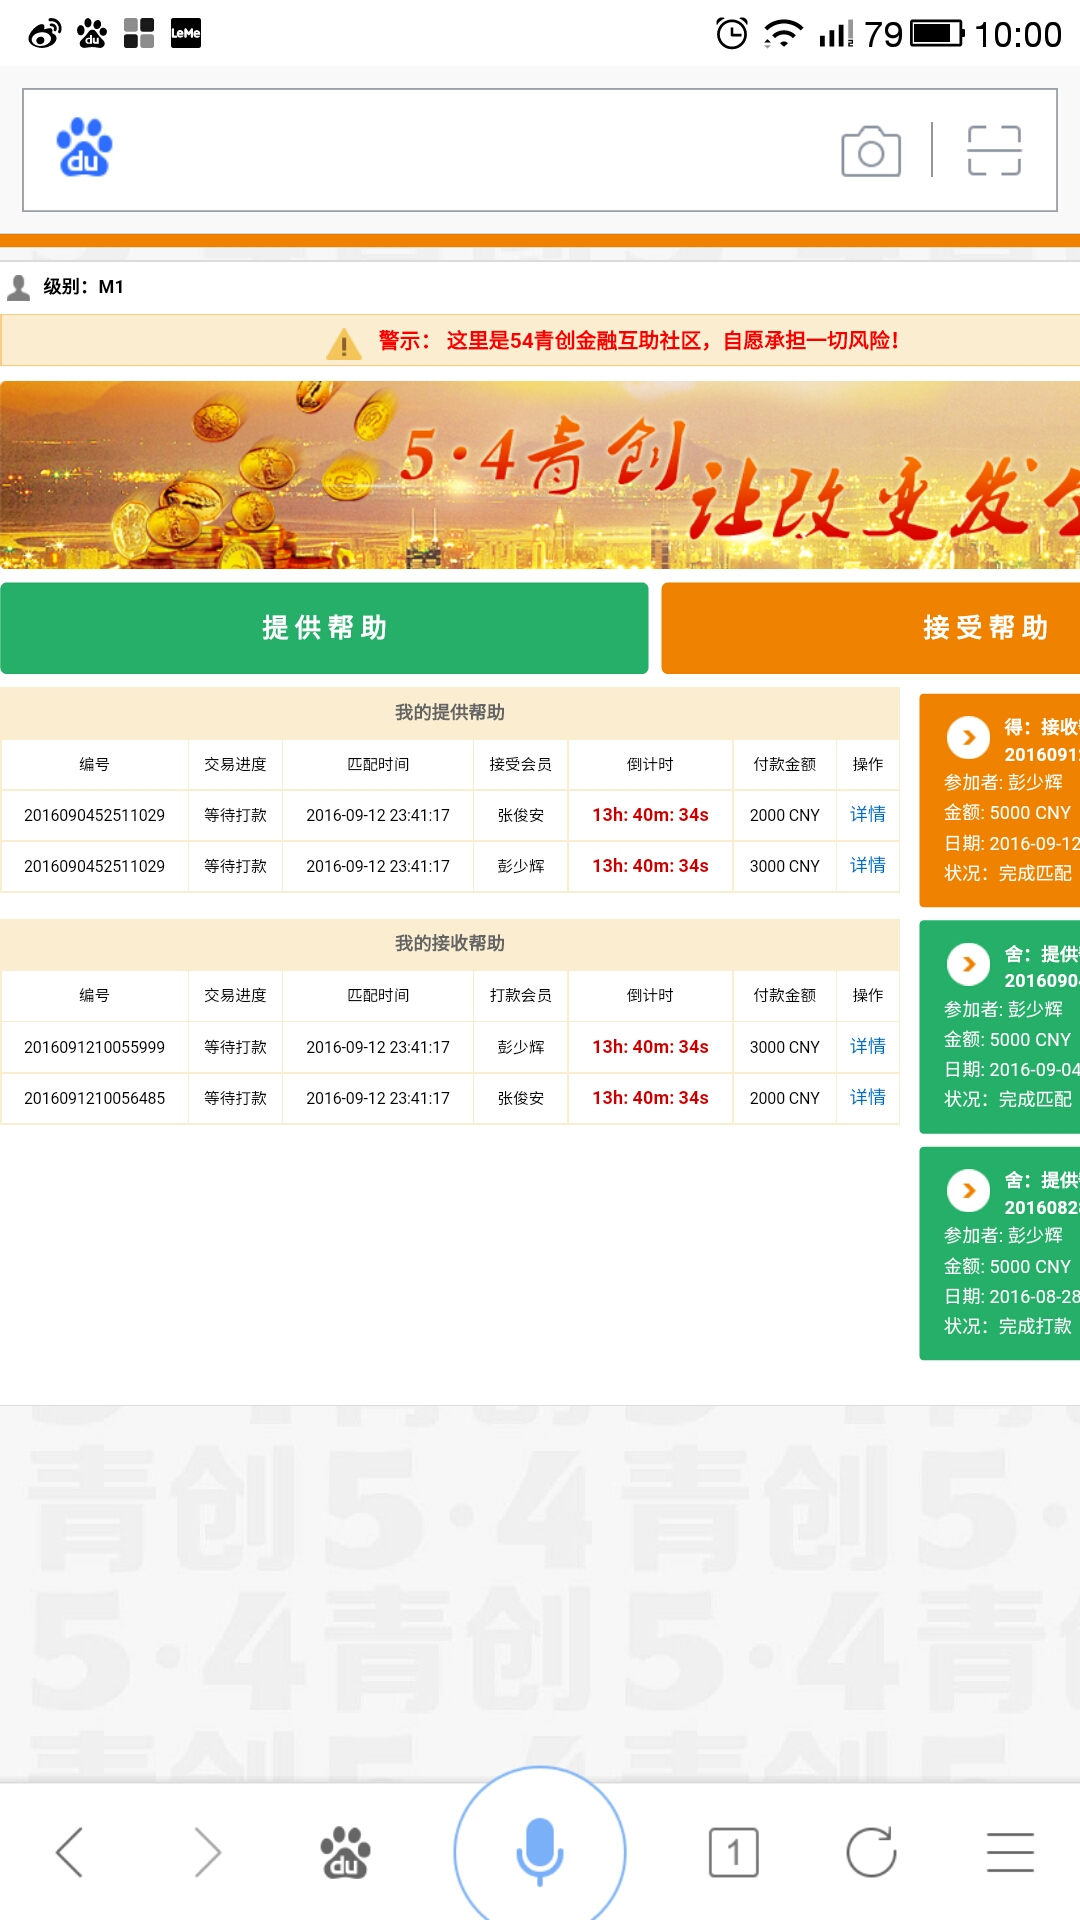 LeMe 79 10:00
du
级别：M1
警示： 这里是54青创金融互助社区，自愿承担一切风险！
5·4青创
让改变发生
提供帮助 接受帮助
我的提供帮助
编号 交易进度 匹配时间 接受会员 倒计时 付款金额 操作
2016090452511029 等待打款 2016-09-12 23:41:17 张俊安 13h: 40m: 34s 2000 CNY 详情
2016090452511029 等待打款 2016-09-12 23:41:17 彭少辉 13h: 40m: 34s 3000 CNY 详情
我的接收帮助
编号 交易进度 匹配时间 打款会员 倒计时 付款金额 操作
2016091210055999 等待打款 2016-09-12 23:41:17 彭少辉 13h: 40m: 34s 3000 CNY 详情
2016091210056485 等待打款 2016-09-12 23:41:17 张俊安 13h: 40m: 34s 2000 CNY 详情
得：接收
2016091
参加者: 彭少辉
金额: 5000 CNY
日期: 2016-09-12
状况：完成匹配
舍：提供
2016090
参加者: 彭少辉
金额: 5000 CNY
日期: 2016-09-04
状况：完成匹配
舍：提供
2016082
参加者: 彭少辉
金额: 5000 CNY
日期: 2016-08-28
状况：完成打款
青创5·4青创5·
5·4青创5·4青创
du 1